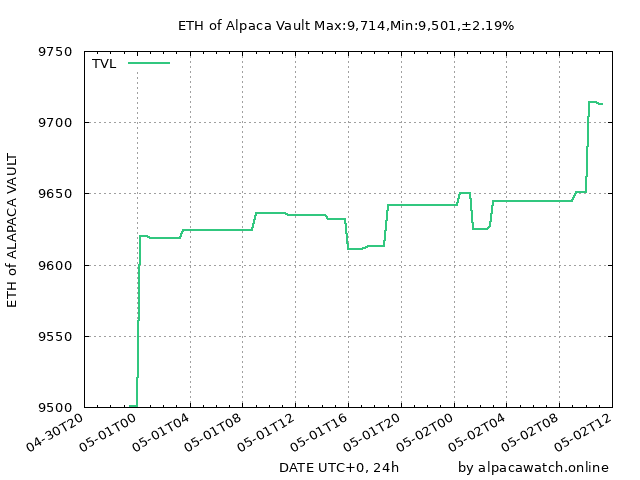 ETH of Alpaca Vault Max:9,714,Min:9,501,±2.19%
TVL
9750
9700
9650
9600
9550
9500
ETH of ALAPACA VAULT
04-30T20
05-01T00
05-01T04
05-01T08
05-01T12
05-01T16
05-01T20
05-02T00
05-02T04
05-02T08
05-02T12
DATE UTC+0, 24h
by alpacawatch.online